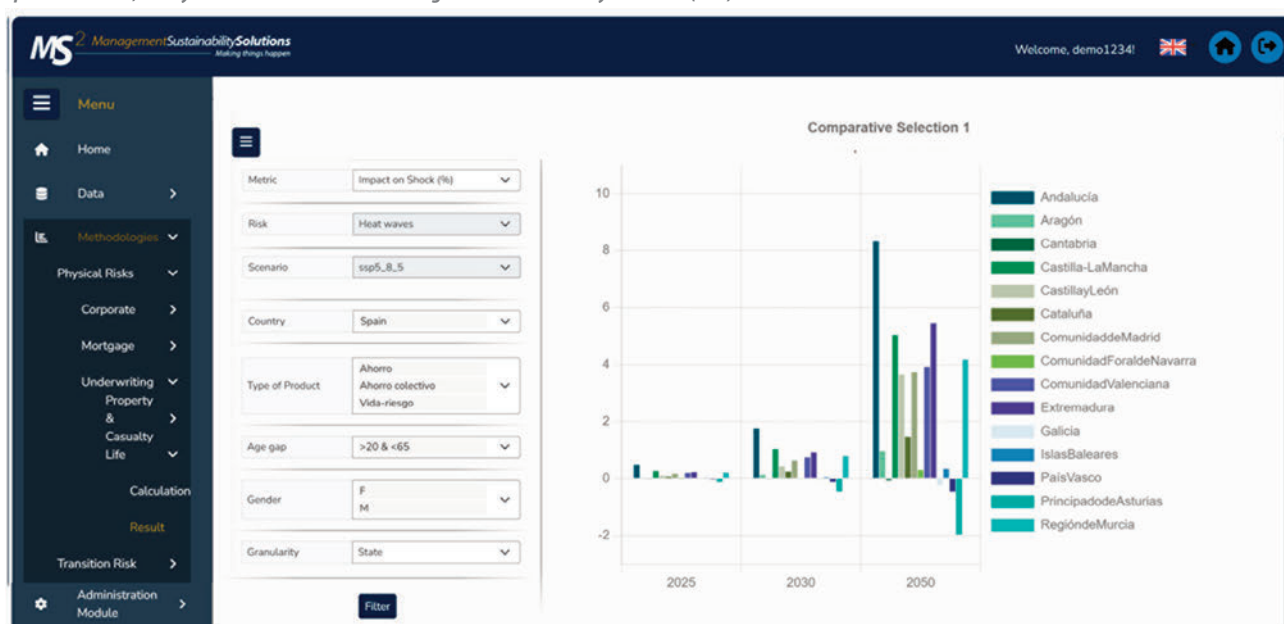 MS2 ManagementSustainabilitySolutions
Making things happen
Welcome, demo1234!
Menu
Home
Data
Methodologies
Physical Risks
Corporate
Mortgage
Underwriting
Property
&
Casualty
Life
Calculation
Result
Transition Risk
Administration
Module
Metric
Impact on Shock (%)
Risk
Heat waves
Scenario
ssp5_8_5
Country
Spain
Type of Product
Ahorro
Ahorro colectivo
Vida-riesgo
Age gap
>20 & <65
Gender
F
M
Granularity
State
Filter
Comparative Selection 1
10
8
6
4
2
0
-2
2025
2030
2050
Andalucía
Aragón
Cantabria
Castilla-LaMancha
CastillayLeón
Cataluña
ComunidaddeMadrid
ComunidadForaldeNavarra
ComunidadValenciana
Extremadura
Galicia
IslasBaleares
PaísVasco
PrincipadodeAsturias
RegióndeMurcia